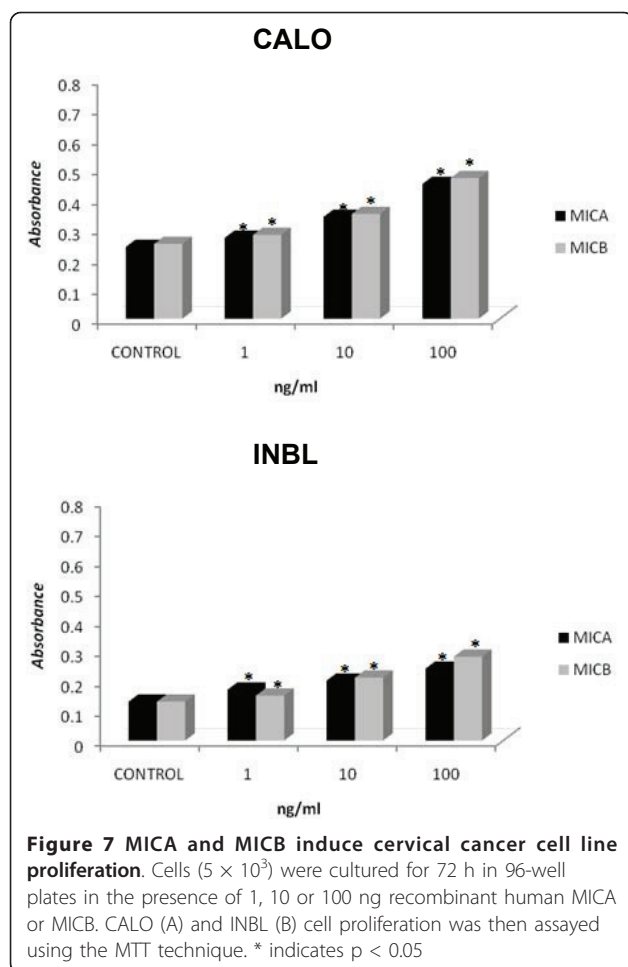 CALO
0.8
0.7
0.6
0.5
0.4
0.3
0.2
0.1
0
Absorbance
* * * * * *
MICA
MICB
CONTROL 1 10 100
ng/ml
INBL
0.8
0.7
0.6
0.5
0.4
0.3
0.2
0.1
0
Absorbance
* * * * * *
MICA
MICB
CONTROL 1 10 100
ng/ml
Figure 7 MICA and MICB induce cervical cancer cell line
proliferation. Cells (5 × 10³) were cultured for 72 h in 96-well
plates in the presence of 1, 10 or 100 ng recombinant human MICA
or MICB. CALO (A) and INBL (B) cell proliferation was then assayed
using the MTT technique. * indicates p < 0.05